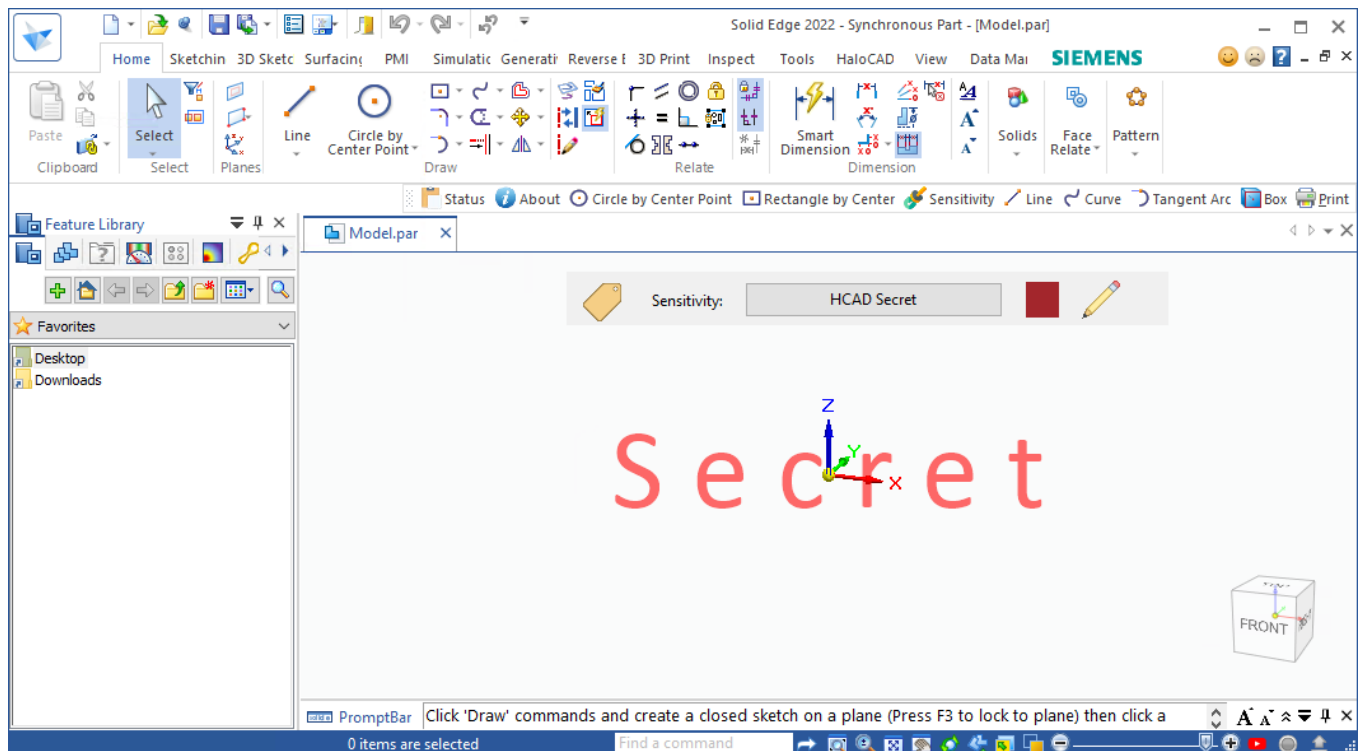 Solid Edge 2022 - Synchronous Part - [Model.par]
Home Sketchin 3D Sketc Surfacing PMI Simulatic Generati Reverse E 3D Print Inspect Tools HaloCAD View Data Mar SIEMENS
Paste Select Line Circle by Center Point Smart Dimension Solids Face Relate Pattern
Clipboard Select Planes Draw Relate Dimension
Status About Circle by Center Point Rectangle by Center Sensitivity Line Curve Tangent Arc Box Print
Feature Library
Model.par
Sensitivity: HCAD Secret
Favorites
Desktop
Downloads
Z
Y
X
Secret
FRONT
PromptBar Click 'Draw' commands and create a closed sketch on a plane (Press F3 to lock to plane) then click a
0 items are selected Find a command